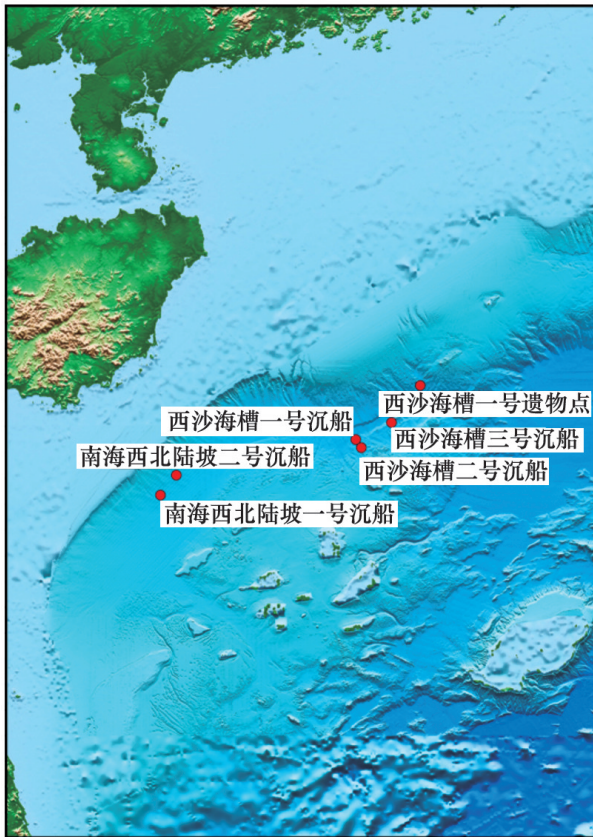 西沙海槽一号遗物点
西沙海槽一号沉船
西沙海槽三号沉船
南海西北陆坡二号沉船
西沙海槽二号沉船
南海西北陆坡一号沉船